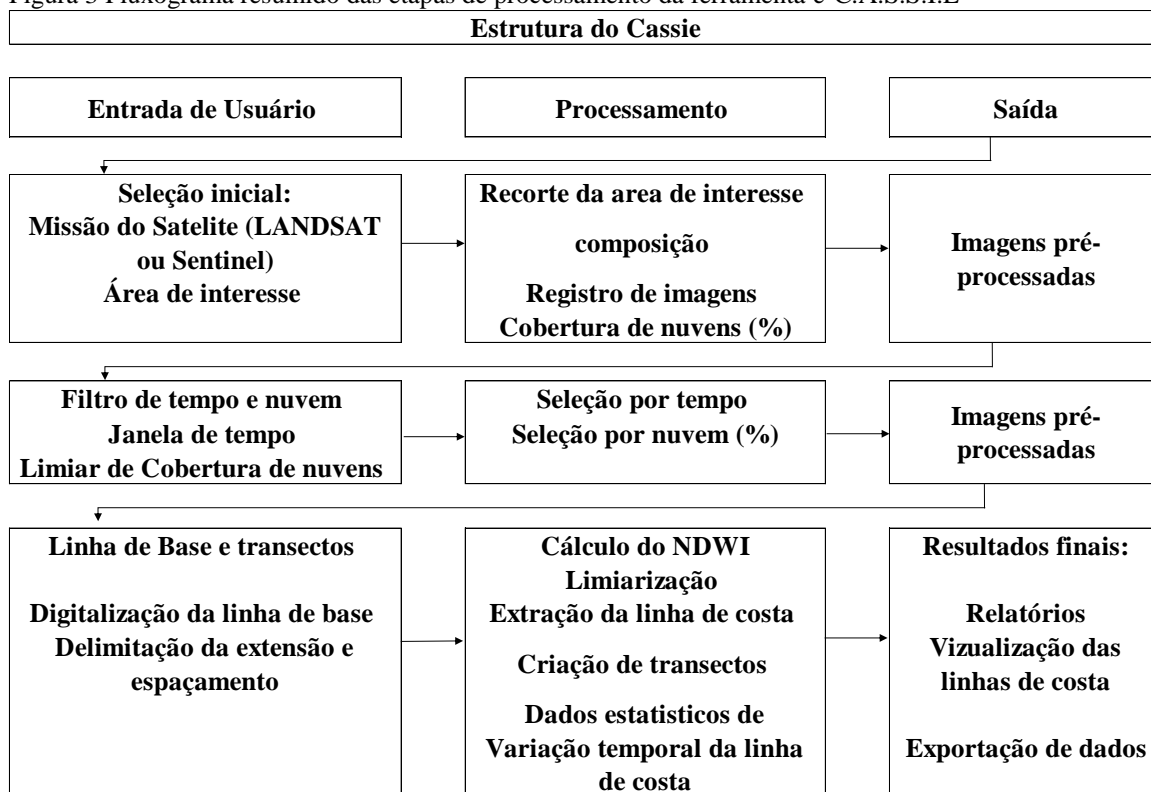 Figura 3 Fluxograma resumido das etapas de processamento da ferramenta e C.A.S.S.I.E
Estrutura do Cassie
Entrada de Usuário
Processamento
Saída
Seleção inicial:
Missão do Satelite (LANDSAT
ou Sentinel)
Área de interesse
Recorte da area de interesse
composição
Registro de imagens
Cobertura de nuvens (%)
Imagens pré-
processadas
Filtro de tempo e nuvem
Janela de tempo
Limiar de Cobertura de nuvens
Seleção por tempo
Seleção por nuvem (%)
Imagens pré-
processadas
Linha de Base e transectos
Digitalização da linha de base
Delimitação da extensão e
espaçamento
Cálculo do NDWI
Limiarização
Extração da linha de costa
Criação de transectos
Dados estatisticos de
Variação temporal da linha
de costa
Resultados finais:
Relatórios
Vizualização das
linhas de costa
Exportação de dados